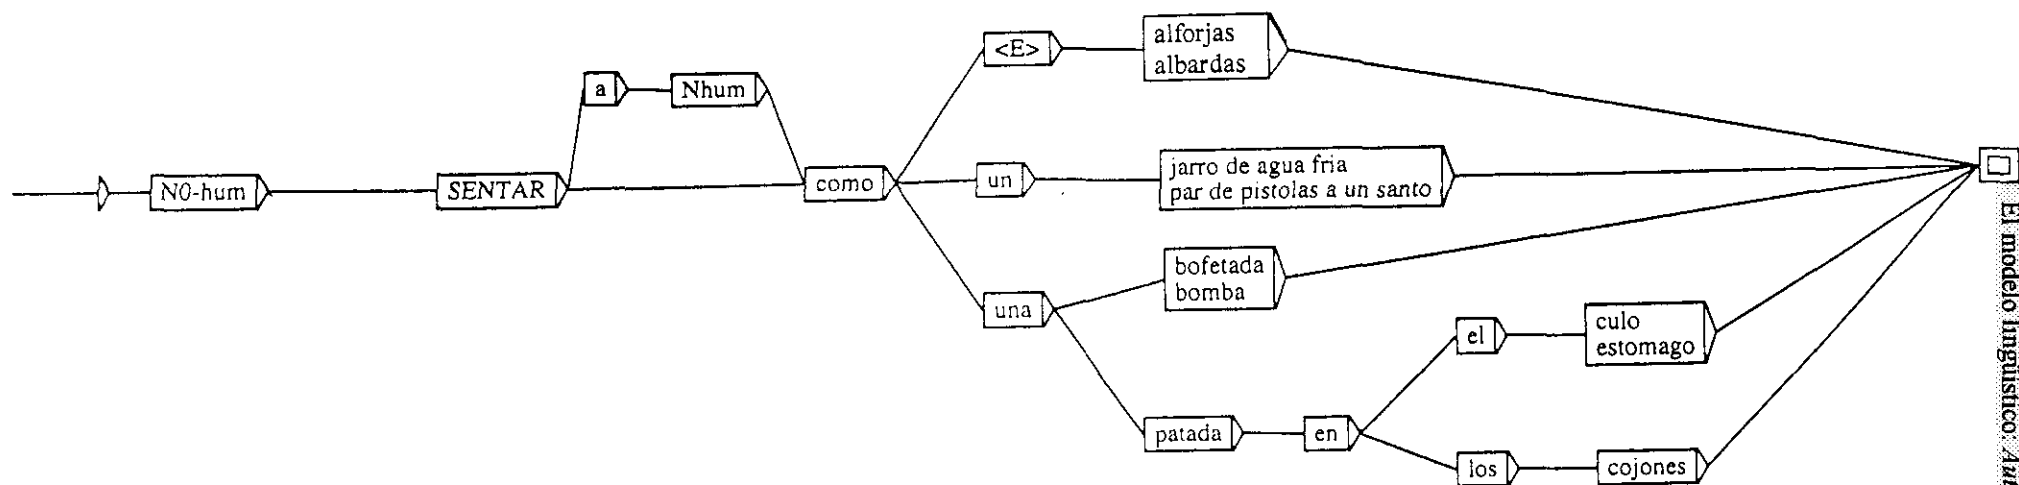 <E>
alforjas
albardas
a
Nhum
N0-hum
SENTAR
como
un
jarro de agua fria
par de pistolas a un santo
una
bofetada
bomba
patada
en
el
culo
estomago
los
cojones
El modelo lingüístico: